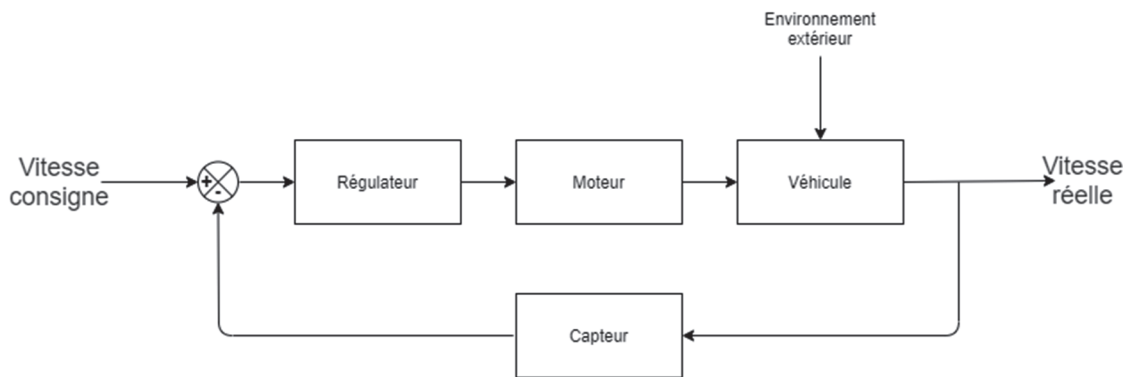 Environnement
extérieur
Vitesse
consigne
+
-
Régulateur
Moteur
Véhicule
Vitesse
réelle
Capteur